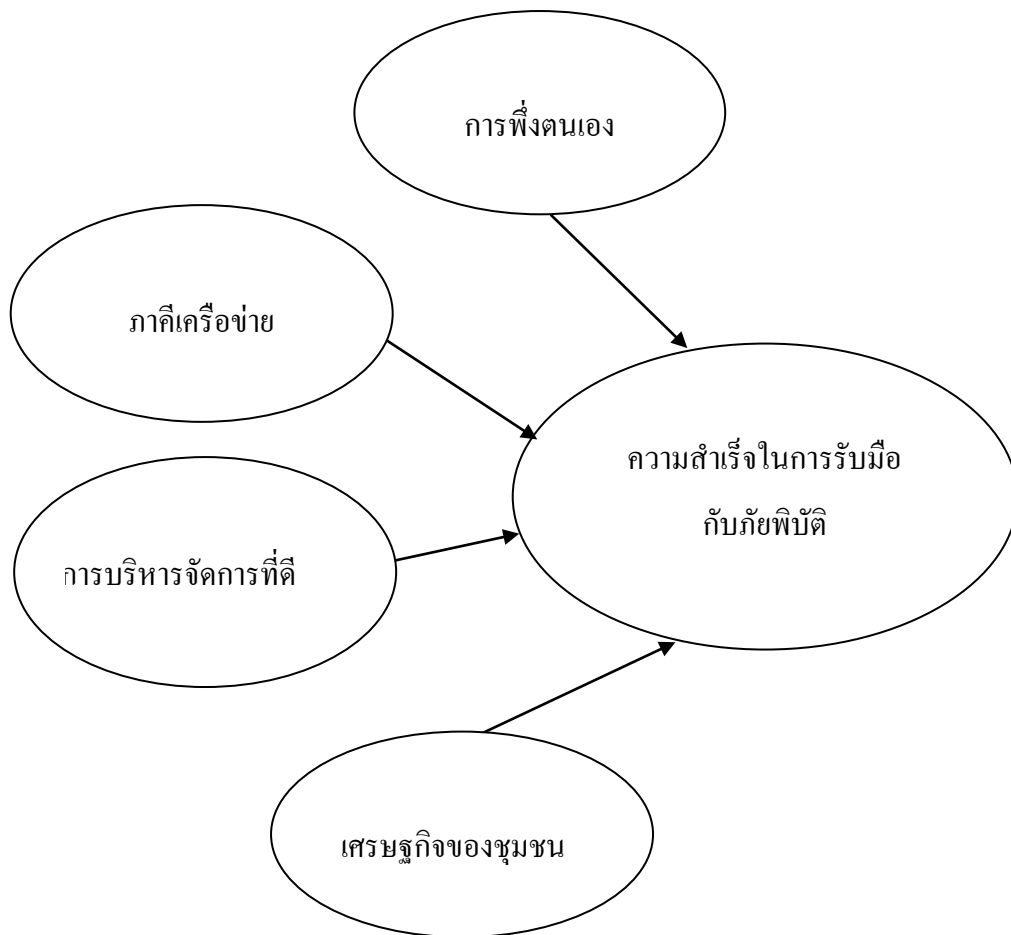 การพึ่งตนเอง
ภาคีเครือข่าย
ความสำเร็จในการรับมือ
กับภัยพิบัติ
การบริหารจัดการที่ดี
เศรษฐกิจของชุมชน